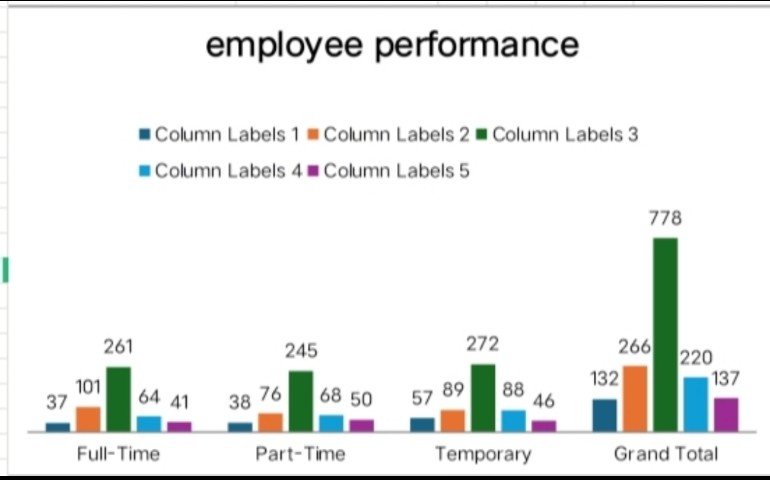 employee performance
Column Labels 1 Column Labels 2 Column Labels 3
Column Labels 4 Column Labels 5
37 101 261 64 41
38 76 245 68 50
57 89 272 88 46
132 266 778 220 137
Full-Time Part-Time Temporary Grand Total